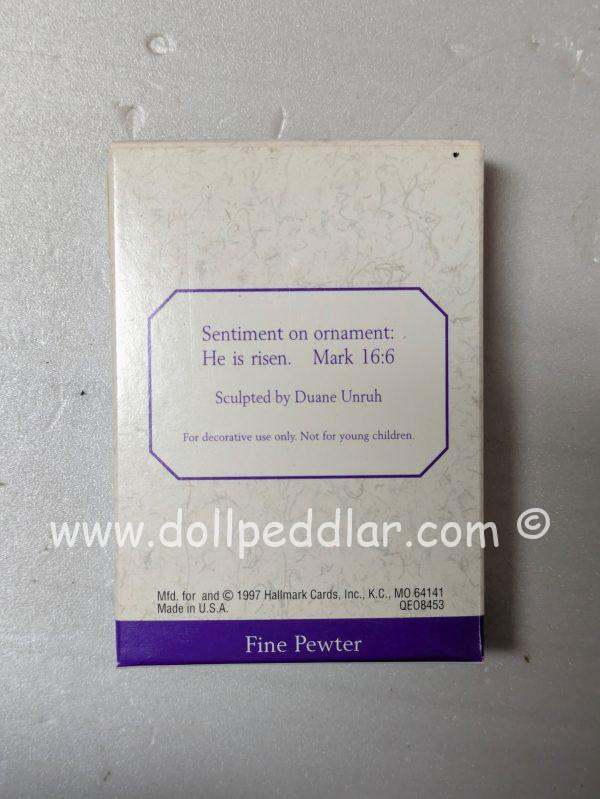 Sentiment on ornament:
He is risen. Mark 16:6
Sculpted by Duane Unruh
For decorative use only. Not for young children.
www.dollpeddlar.com ©
Mfd. for and © 1997 Hallmark Cards, Inc., K.C., MO 64141
Made in U.S.A. QEO8453
Fine Pewter